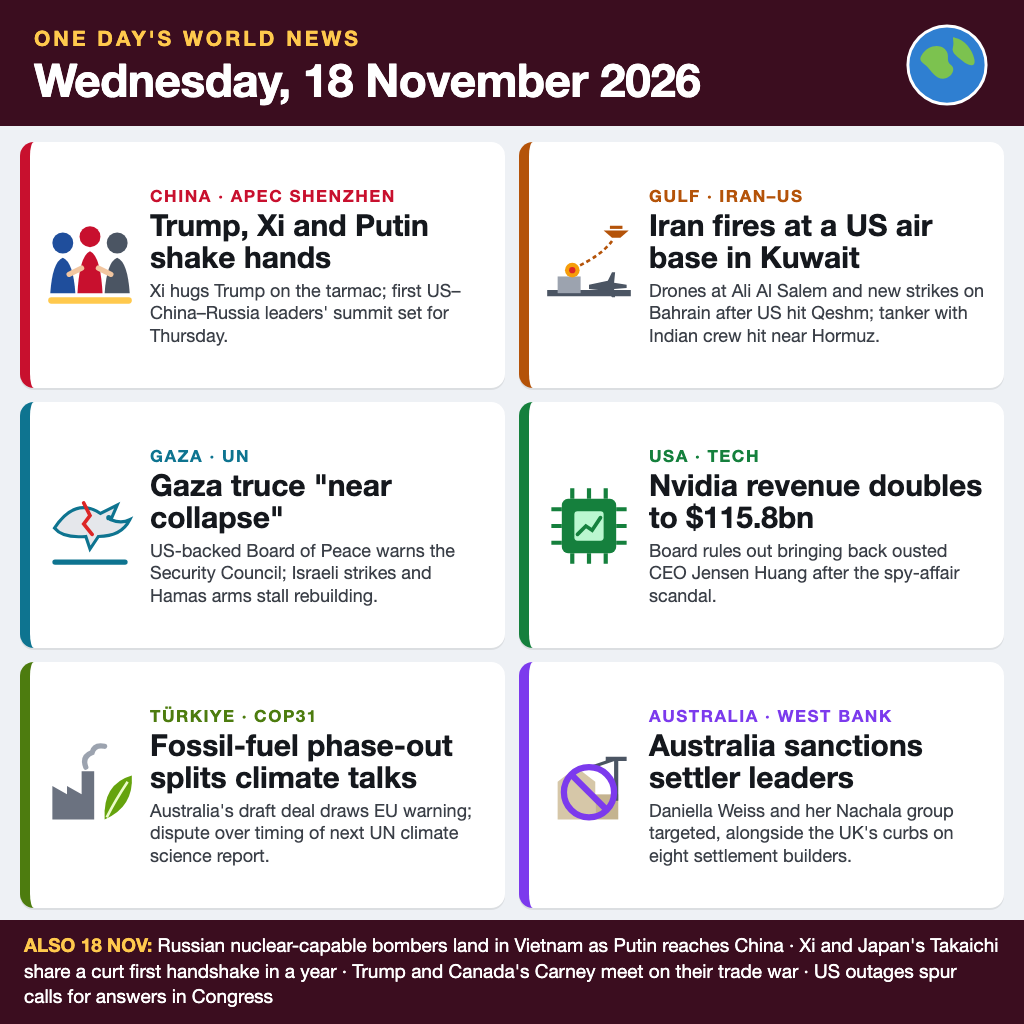 ONE DAY'S WORLD NEWS
Wednesday, 18 November 2026
CHINA · APEC SHENZHEN
Trump, Xi and Putin
shake hands
Xi hugs Trump on the tarmac; first US–
China–Russia leaders' summit set for
Thursday.
GULF · IRAN–US
Iran fires at a US air
base in Kuwait
Drones at Ali Al Salem and new strikes on
Bahrain after US hit Qeshm; tanker with
Indian crew hit near Hormuz.
GAZA · UN
Gaza truce "near
collapse"
US-backed Board of Peace warns the
Security Council; Israeli strikes and
Hamas arms stall rebuilding.
USA · TECH
Nvidia revenue doubles
to $115.8bn
Board rules out bringing back ousted
CEO Jensen Huang after the spy-affair
scandal.
TÜRKIYE · COP31
Fossil-fuel phase-out
splits climate talks
Australia's draft deal draws EU warning;
dispute over timing of next UN climate
science report.
AUSTRALIA · WEST BANK
Australia sanctions
settler leaders
Daniella Weiss and her Nachala group
targeted, alongside the UK's curbs on
eight settlement builders.
ALSO 18 NOV: Russian nuclear-capable bombers land in Vietnam as Putin reaches China · Xi and Japan's Takaichi
share a curt first handshake in a year · Trump and Canada's Carney meet on their trade war · US outages spur
calls for answers in Congress